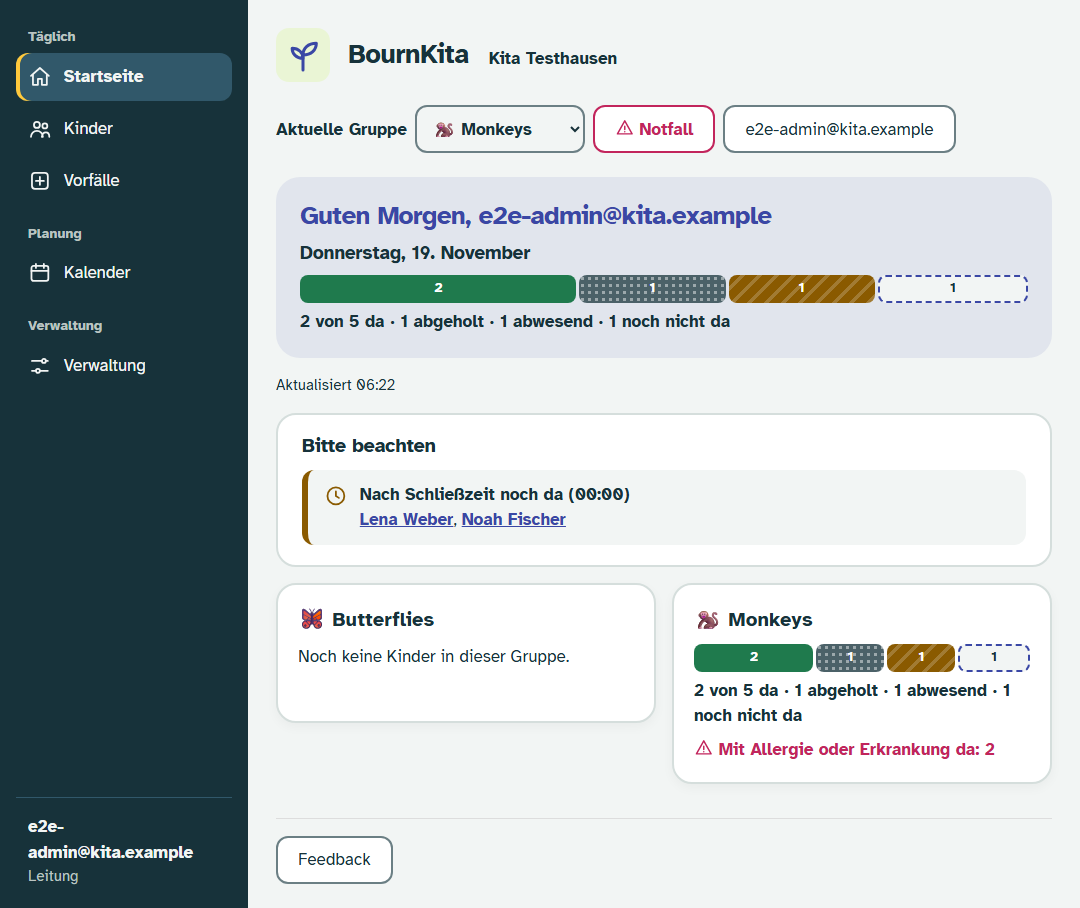 Täglich
Startseite
Kinder
Vorfälle
Planung
Kalender
Verwaltung
Verwaltung
e2e-
admin@kita.example
Leitung
BournKita Kita Testhausen
Aktuelle Gruppe Monkeys Notfall e2e-admin@kita.example
Guten Morgen, e2e-admin@kita.example
Donnerstag, 19. November
2 1 1 1
2 von 5 da · 1 abgeholt · 1 abwesend · 1 noch nicht da
Aktualisiert 06:22
Bitte beachten
Nach Schließzeit noch da (00:00)
Lena Weber, Noah Fischer
Butterflies
Noch keine Kinder in dieser Gruppe.
Monkeys
2 1 1 1
2 von 5 da · 1 abgeholt · 1 abwesend · 1
noch nicht da
Mit Allergie oder Erkrankung da: 2
Feedback